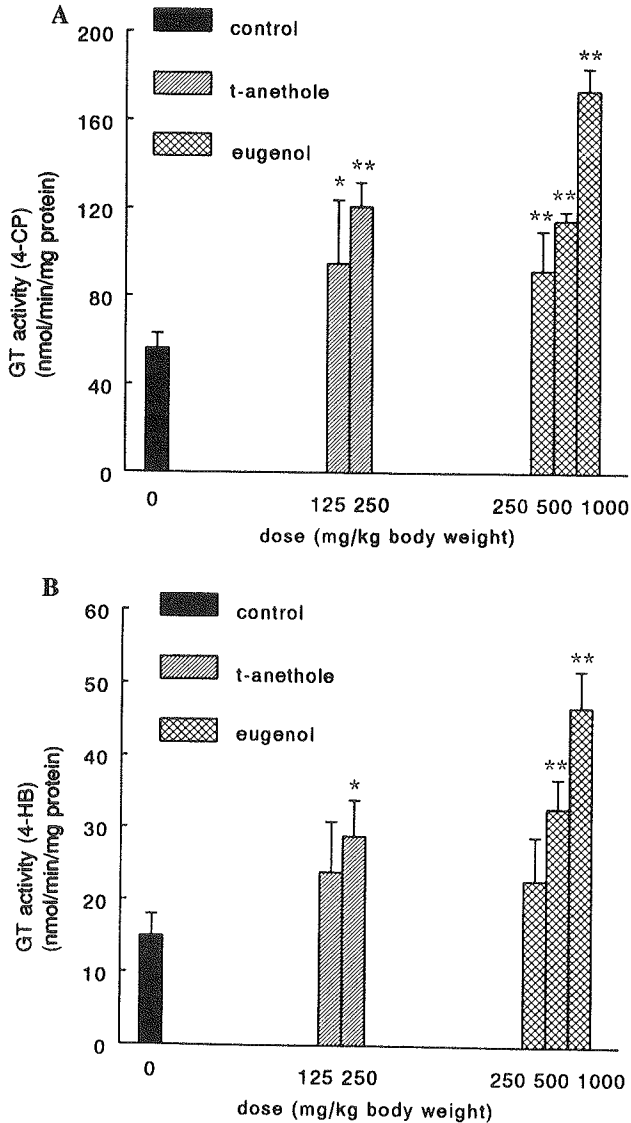 A
200
160
120
80
40
0
GT activity (4-CP)
(nmol/min/mg protein)
control
t-anethole
eugenol
*
**
**
**
**
0
125 250
250 500 1000
dose (mg/kg body weight)
B
60
50
40
30
20
10
0
GT activity (4-HB)
(nmol/min/mg protein)
control
t-anethole
eugenol
*
**
**
0
125 250
250 500 1000
dose (mg/kg body weight)